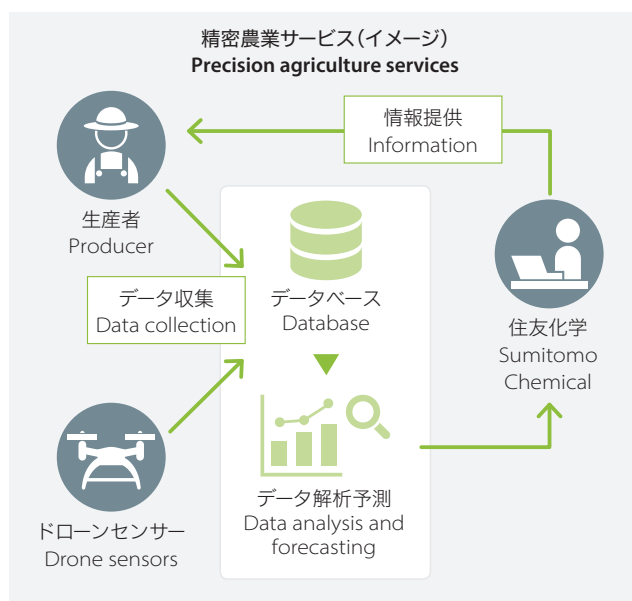 精密農業サービス(イメージ)
Precision agriculture services
情報提供
Information
生産者
Producer
データ収集
Data collection
データベース
Database
住友化学
Sumitomo
Chemical
ドローンセンサー
Drone sensors
データ解析予測
Data analysis and
forecasting